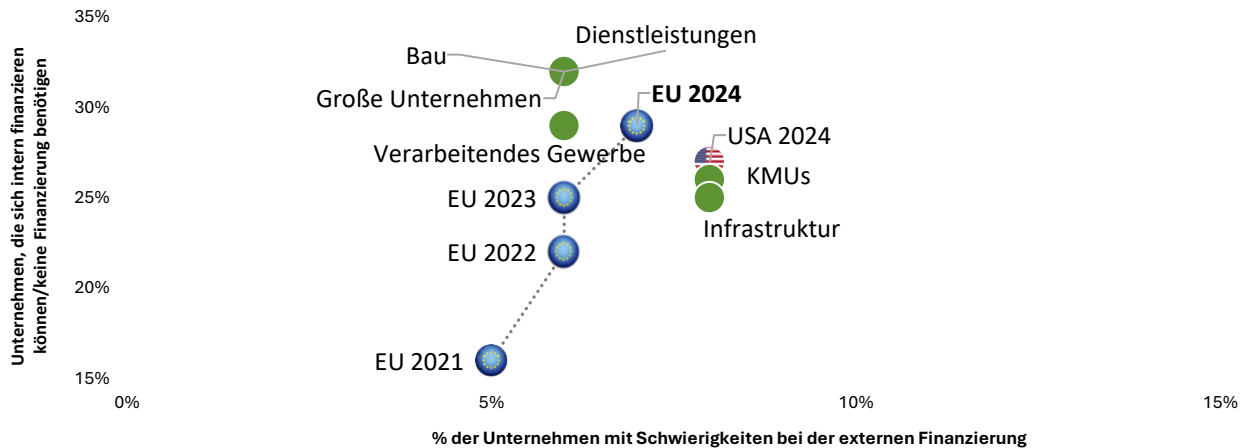 Unternehmen, die sich intern finanzieren
können/keine Finanzierung benötigen
35%
30%
25%
20%
15%
Dienstleistungen
Bau
Große Unternehmen
EU 2024
USA 2024
Verarbeitendes Gewerbe
KMUs
EU 2023
Infrastruktur
EU 2022
EU 2021
0%
5%
10%
15%
% der Unternehmen mit Schwierigkeiten bei der externen Finanzierung